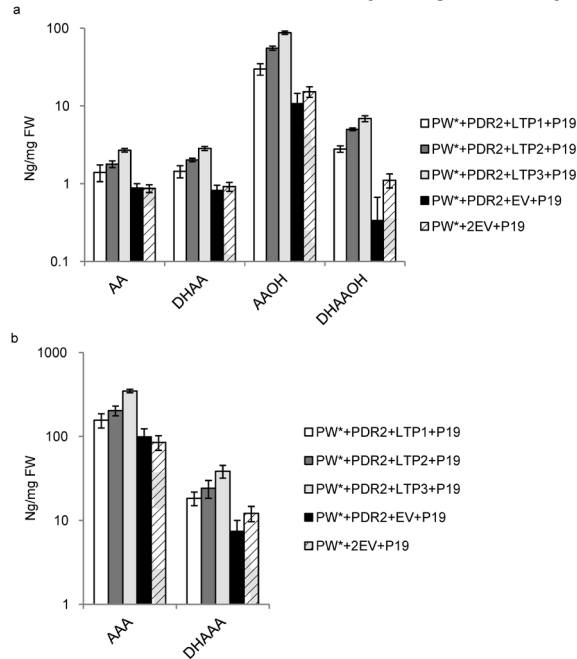 a
100
10
1
0.1
Ng/mg FW
AA
DHAA
AAOH
DHAAOH
PW*+PDR2+LTP1+P19
PW*+PDR2+LTP2+P19
PW*+PDR2+LTP3+P19
PW*+PDR2+EV+P19
PW*+2EV+P19
b
1000
100
10
1
Ng/mg FW
AAA
DHAAA
PW*+PDR2+LTP1+P19
PW*+PDR2+LTP2+P19
PW*+PDR2+LTP3+P19
PW*+PDR2+EV+P19
PW*+2EV+P19